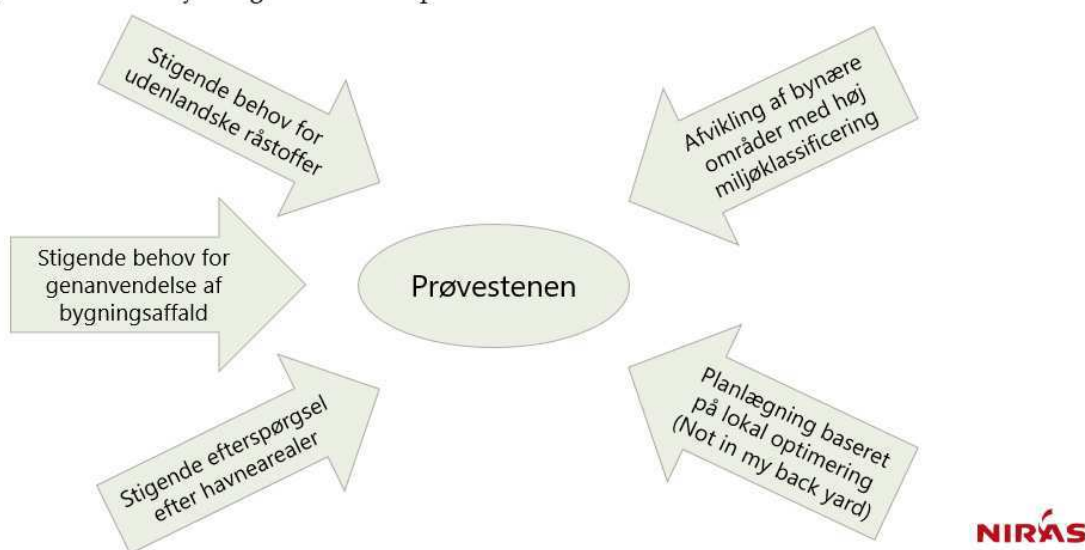 Stigende behov for
udenlandske råstoffer
Afvikling af bynære
områder med høj
miljøklassificering
Stigende behov for
genanvendelse af
bygningsaffald
Prøvestenen
Stigende efterspørgsel
efter havnearealer
Planlægning baseret
på lokal optimering
(Not in my back yard)
NIRAS